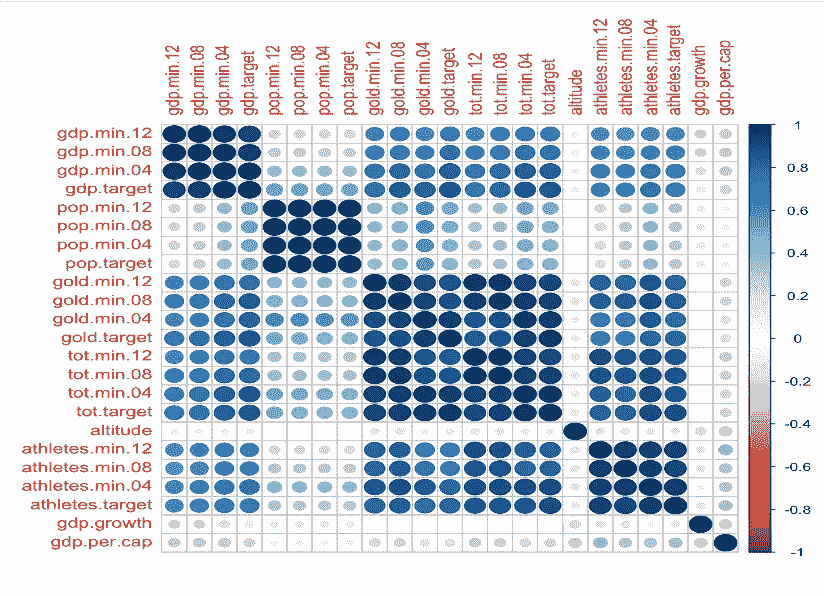 gdp.min.12
gdp.min.08
gdp.min.04
gdp.target
pop.min.12
pop.min.08
pop.min.04
pop.target
gold.min.12
gold.min.08
gold.min.04
gold.target
tot.min.12
tot.min.08
tot.min.04
tot.target
altitude
athletes.min.12
athletes.min.08
athletes.min.04
athletes.target
gdp.growth
gdp.per.cap
gdp.min.12
gdp.min.08
gdp.min.04
gdp.target
pop.min.12
pop.min.08
pop.min.04
pop.target
gold.min.12
gold.min.08
gold.min.04
gold.target
tot.min.12
tot.min.08
tot.min.04
tot.target
altitude
athletes.min.12
athletes.min.08
athletes.min.04
athletes.target
gdp.growth
gdp.per.cap
1
0.8
0.6
0.4
0.2
0
-0.2
-0.4
-0.6
-0.8
-1